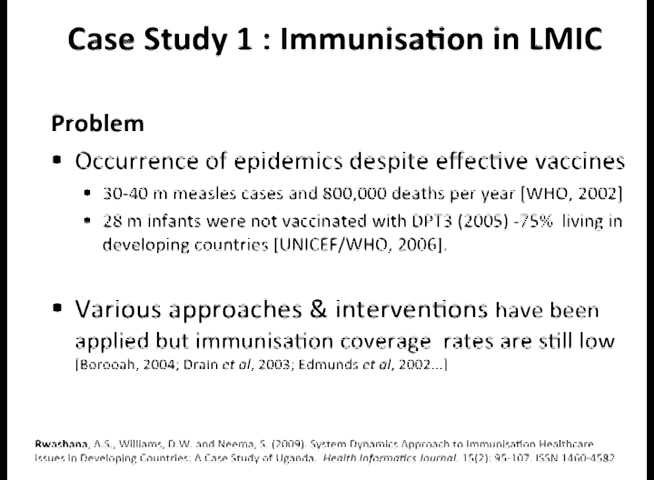 Case Study 1 : Immunisation in LMIC
Problem
▪ Occurrence of epidemics despite effective vaccines
▪ 30-40 m measles cases and 800,000 deaths per year [WHO, 2002]
▪ 28 m infants were not vaccinated with DPT3 (2005) -75% living in
developing countries [UNICEF/WHO, 2006].
▪ Various approaches & interventions have been
applied but immunisation coverage rates are still low
[Borooah, 2004; Drain et al, 2003; Edmunds et al, 2002...]
Rwashana, A.S., Williams, D.W. and Neema, S. (2009). System Dynamics Approach to Immunisation Healthcare
Issues in Developing Countries: A Case Study of Uganda. Health Informatics Journal. 15(2): 95-107. ISSN 1460-4582